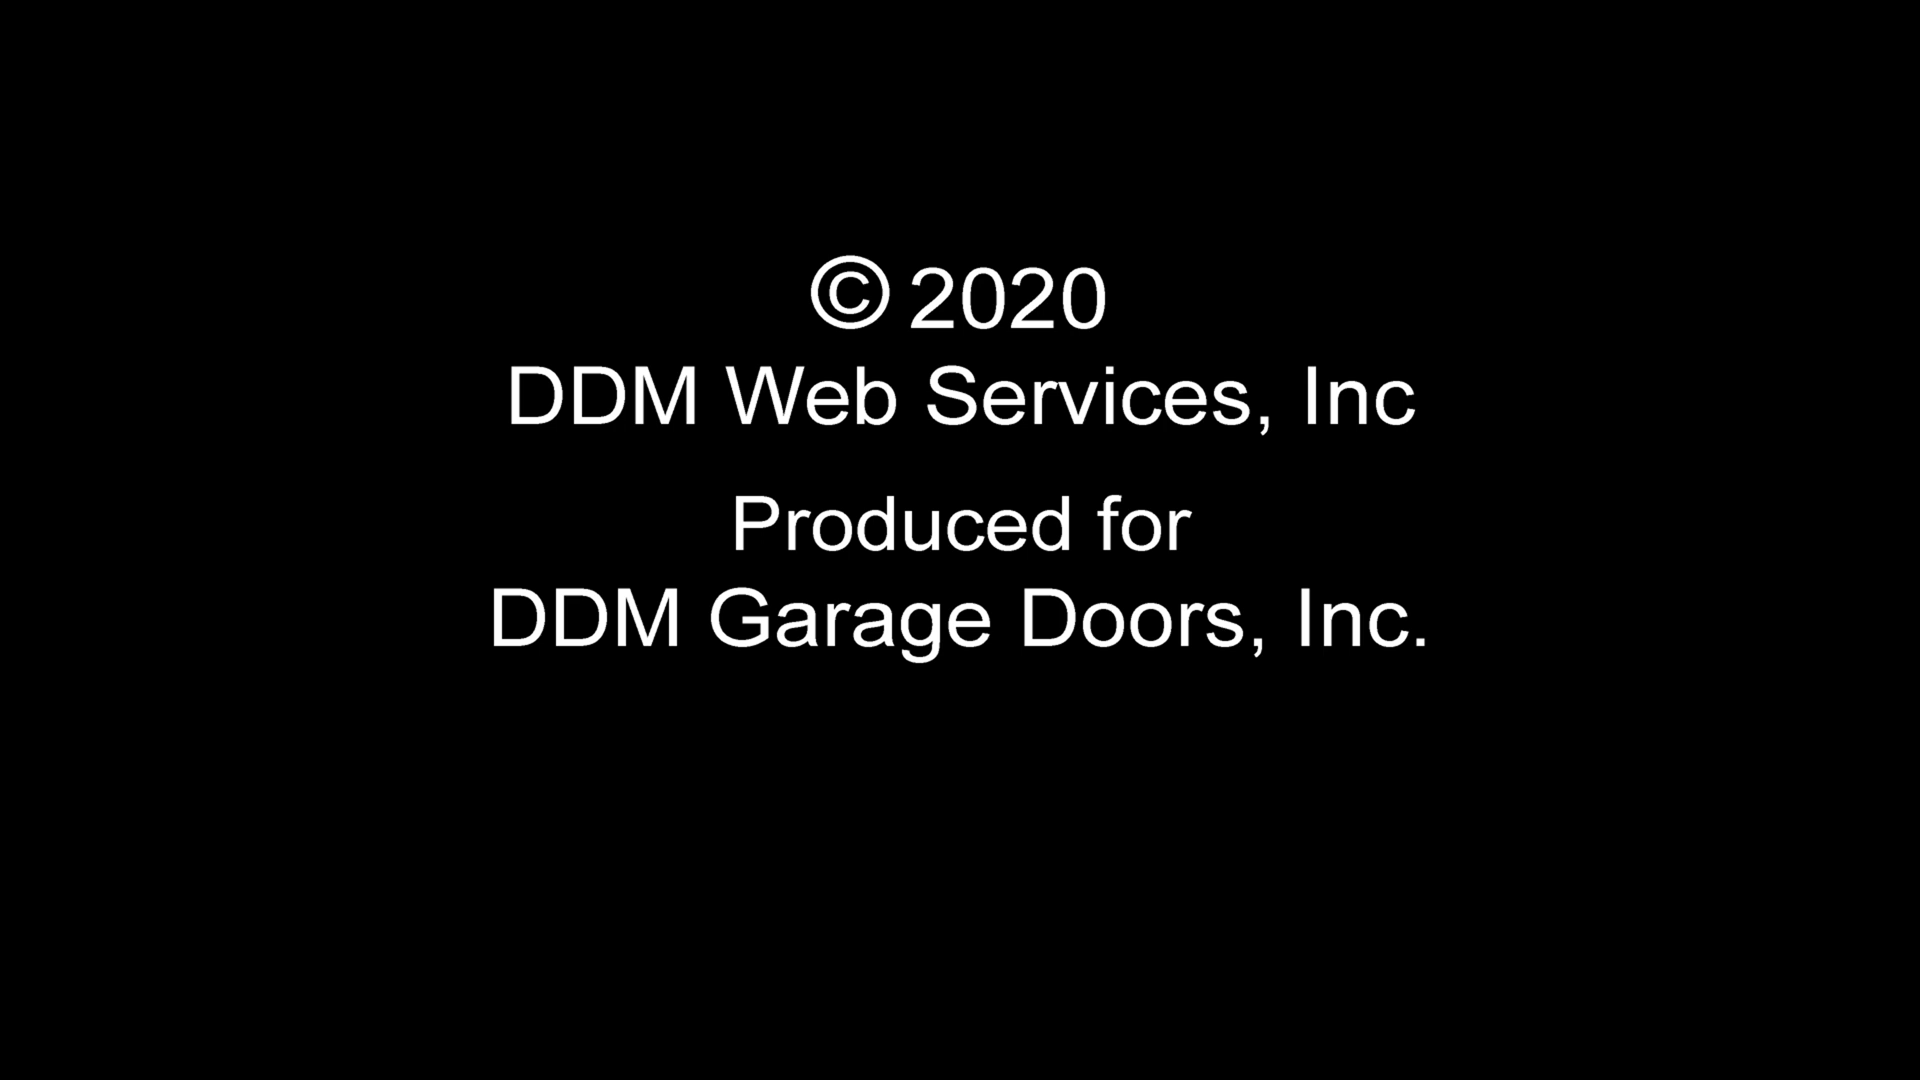 © 2020
DDM Web Services, Inc
Produced for
DDM Garage Doors, Inc.